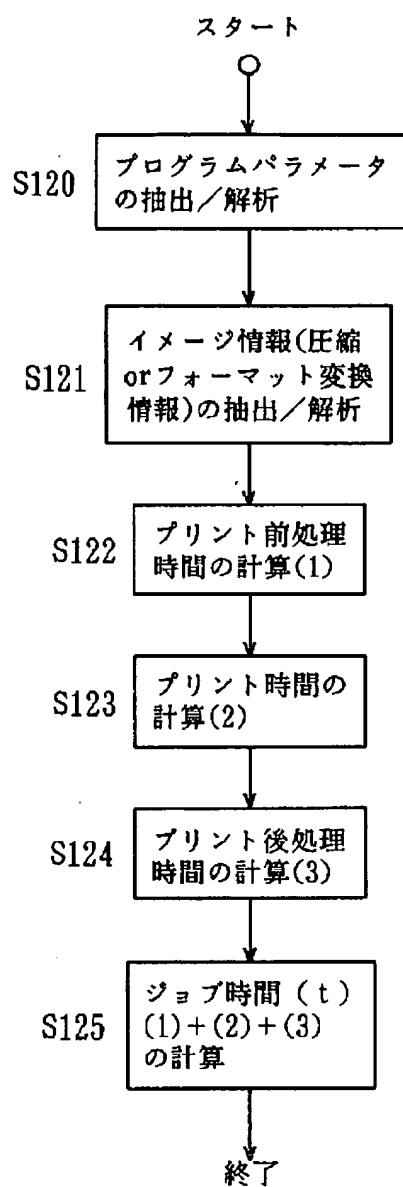 スタート
S120
プログラムパラメータ
の抽出／解析
S121
イメージ情報(圧縮
orフォーマット変換
情報)の抽出／解析
S122
プリント前処理
時間の計算(1)
S123
プリント時間の
計算(2)
S124
プリント後処理
時間の計算(3)
S125
ジョブ時間（t）
(1)+(2)+(3)
の計算
終了